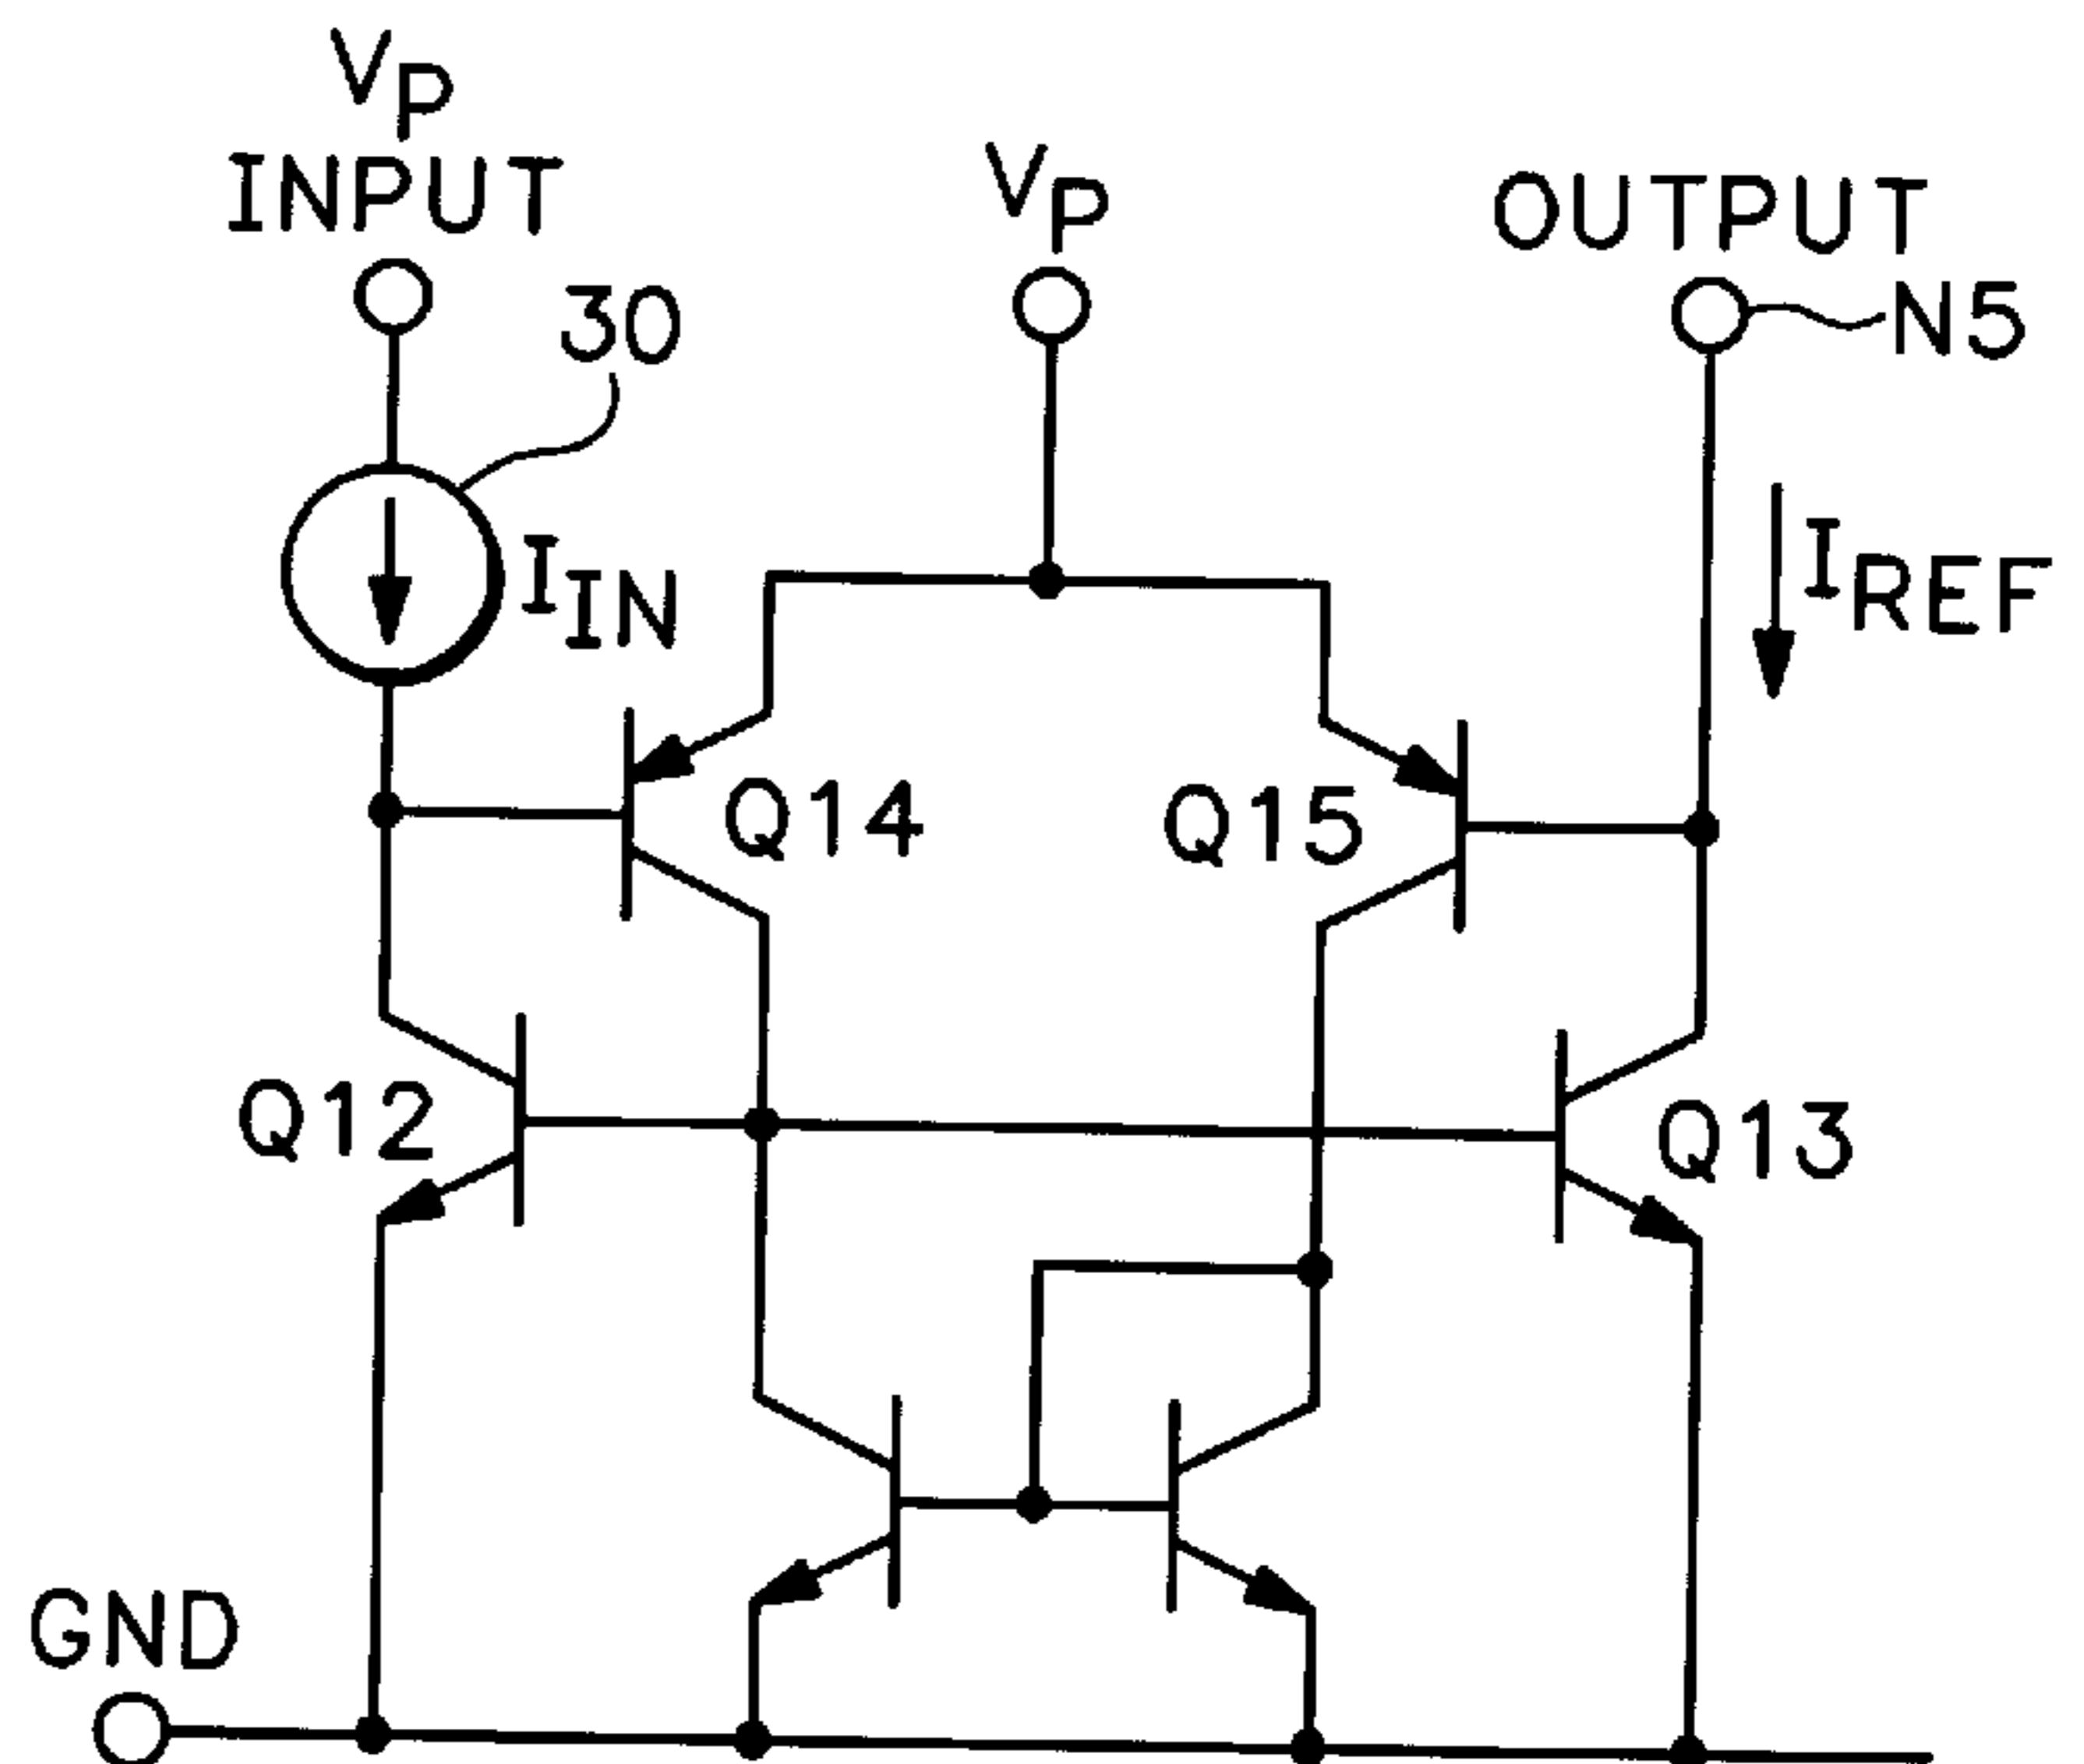 VP
INPUT
VP
OUTPUT
30
N5
IIN
IREF
Q14
Q15
Q12
Q13
GND